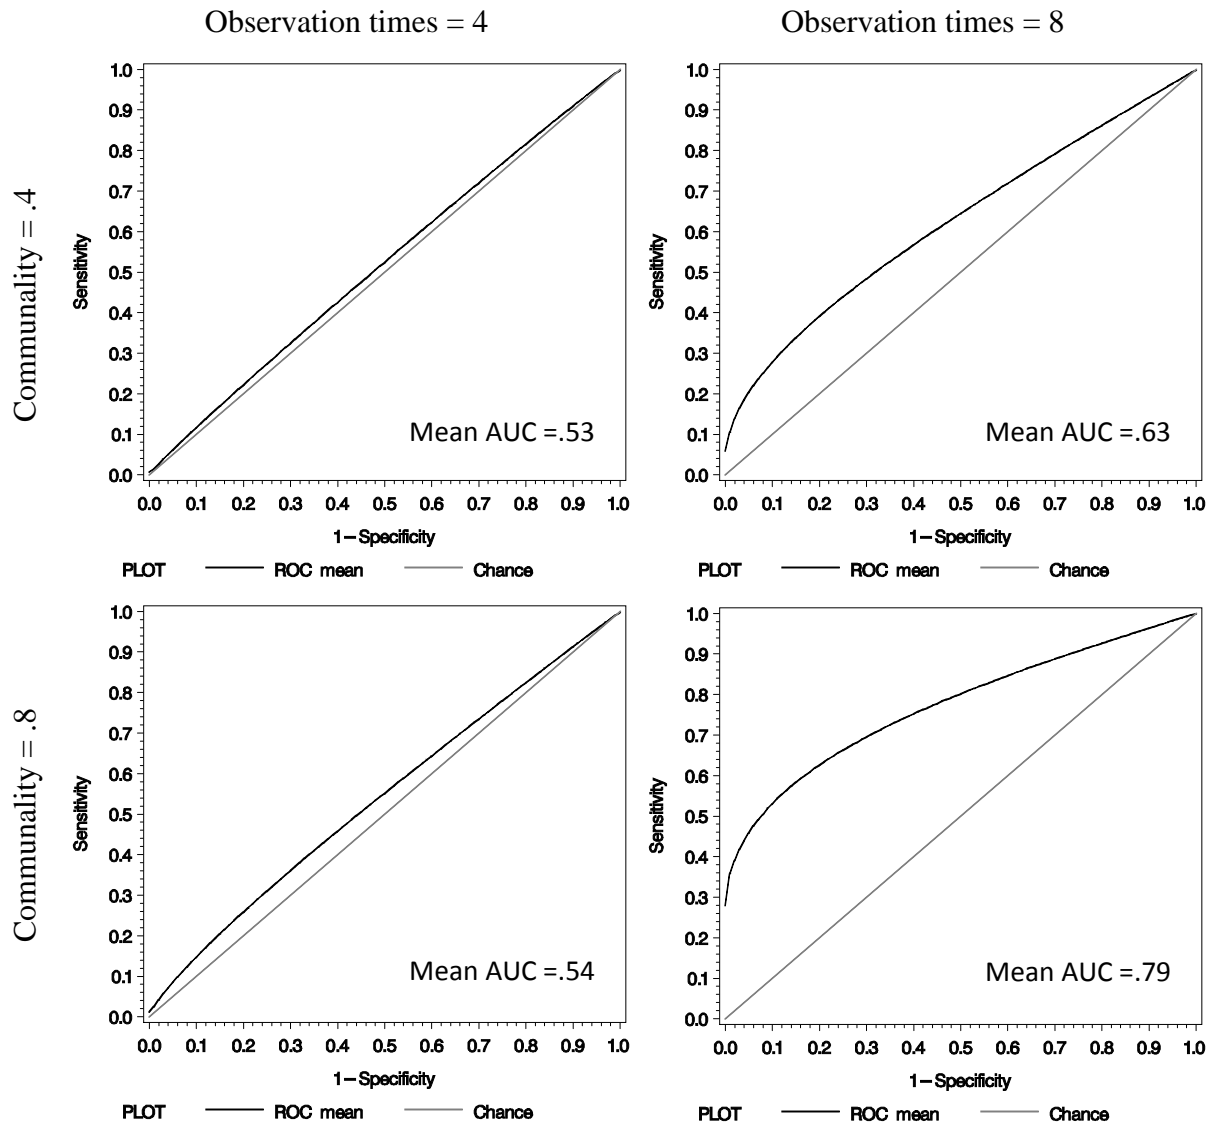 Observation times = 4
Observation times = 8
Communality = .4
Sensitivity
1.0
0.9
0.8
0.7
0.6
0.5
0.4
0.3
0.2
0.1
0.0
Mean AUC =.53
0.0 0.1 0.2 0.3 0.4 0.5 0.6 0.7 0.8 0.9 1.0
1-Specificity
PLOT ROC mean Chance
Sensitivity
1.0
0.9
0.8
0.7
0.6
0.5
0.4
0.3
0.2
0.1
0.0
Mean AUC =.63
0.0 0.1 0.2 0.3 0.4 0.5 0.6 0.7 0.8 0.9 1.0
1-Specificity
PLOT ROC mean Chance
Communality = .8
Sensitivity
1.0
0.9
0.8
0.7
0.6
0.5
0.4
0.3
0.2
0.1
0.0
Mean AUC =.54
0.0 0.1 0.2 0.3 0.4 0.5 0.6 0.7 0.8 0.9 1.0
1-Specificity
PLOT ROC mean Chance
Sensitivity
1.0
0.9
0.8
0.7
0.6
0.5
0.4
0.3
0.2
0.1
0.0
Mean AUC =.79
0.0 0.1 0.2 0.3 0.4 0.5 0.6 0.7 0.8 0.9 1.0
1-Specificity
PLOT ROC mean Chance